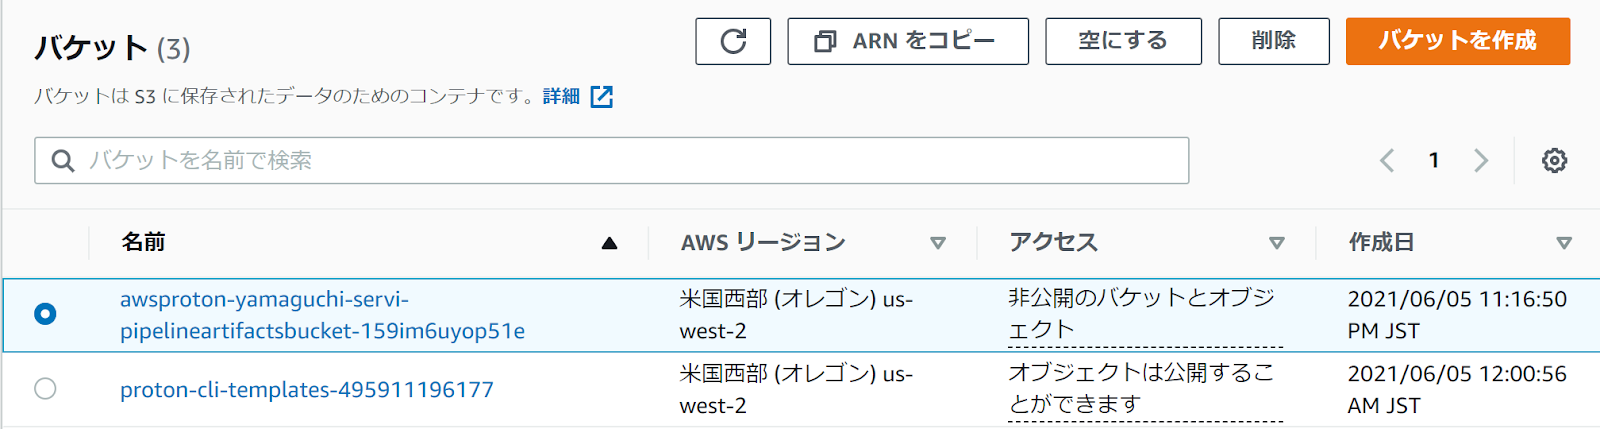 バケット (3)
ARN をコピー
空にする
削除
バケットを作成
バケットは S3 に保存されたデータのためのコンテナです。詳細
バケットを名前で検索
1
名前
AWS リージョン
アクセス
作成日
awsproton-yamaguchi-servi-
pipelineartifactsbucket-159im6uyop51e
米国西部 (オレゴン) us-
west-2
非公開のバケットとオブジ
ェクト
2021/06/05 11:16:50
PM JST
proton-cli-templates-495911196177
米国西部 (オレゴン) us-
west-2
オブジェクトは公開するこ
とができます
2021/06/05 12:00:56
AM JST